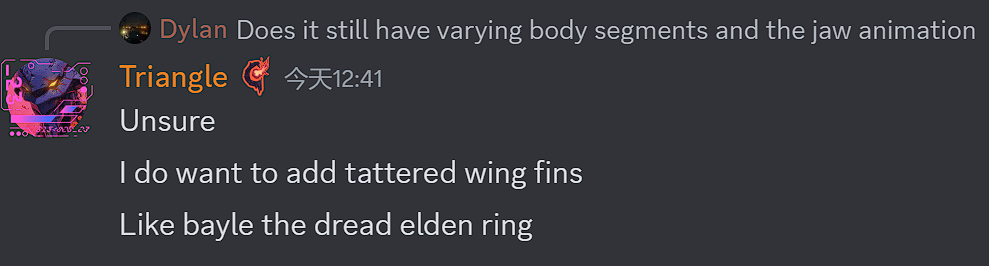 Dylan Does it still have varying body segments and the jaw animation
Triangle 今天12:41
Unsure
I do want to add tattered wing fins
Like bayle the dread elden ring